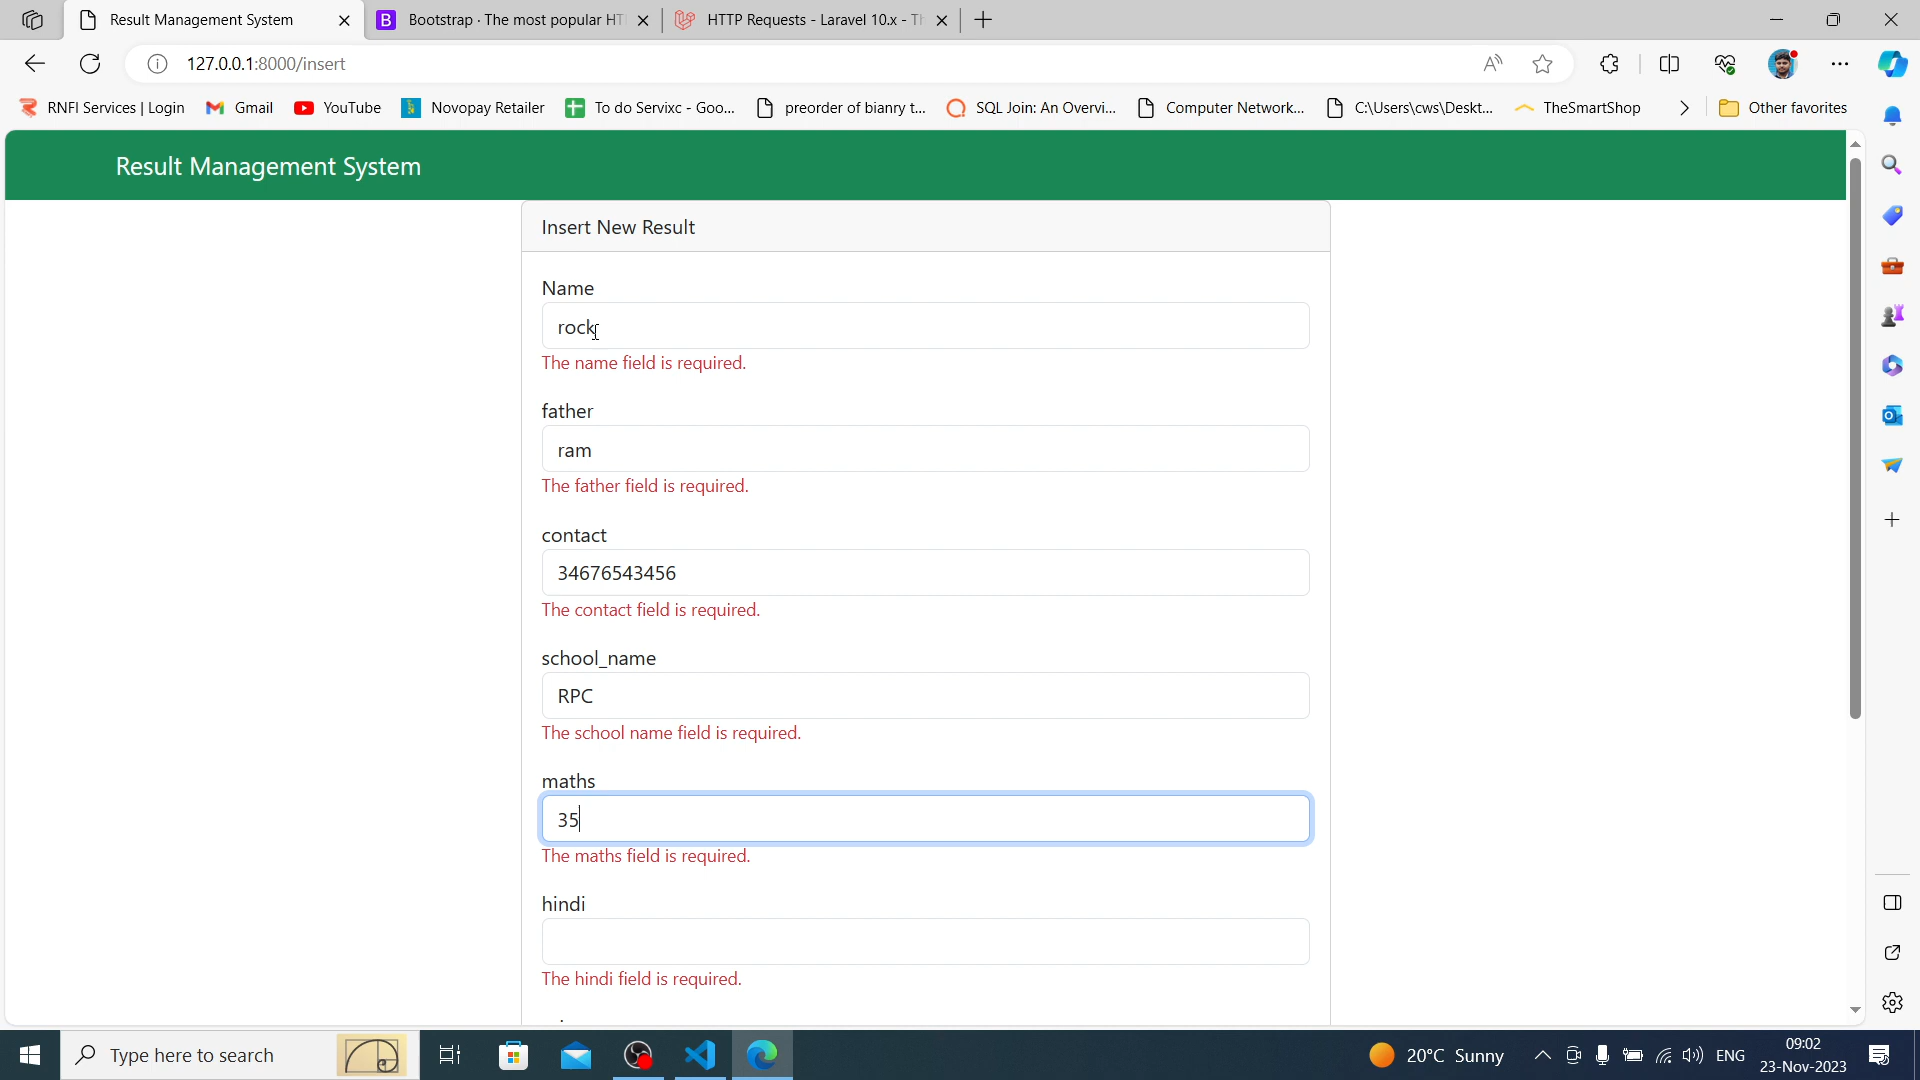 Result Management System
Bootstrap · The most popular HT
HTTP Requests - Laravel 10.x - Th
127.0.0.1:8000/insert
RNFI Services | Login
Gmail
YouTube
Novopay Retailer
To do Servixc - Goo...
preorder of bianry t...
SQL Join: An Overvi...
Computer Network...
C:\Users\cws\Deskt...
TheSmartShop
Other favorites
Result Management System
Insert New Result
Name
rock
The name field is required.
father
ram
The father field is required.
contact
34676543456
The contact field is required.
school_name
RPC
The school name field is required.
maths
35
The maths field is required.
hindi
The hindi field is required.
Type here to search
20°C Sunny
ENG
09:02
23-Nov-2023